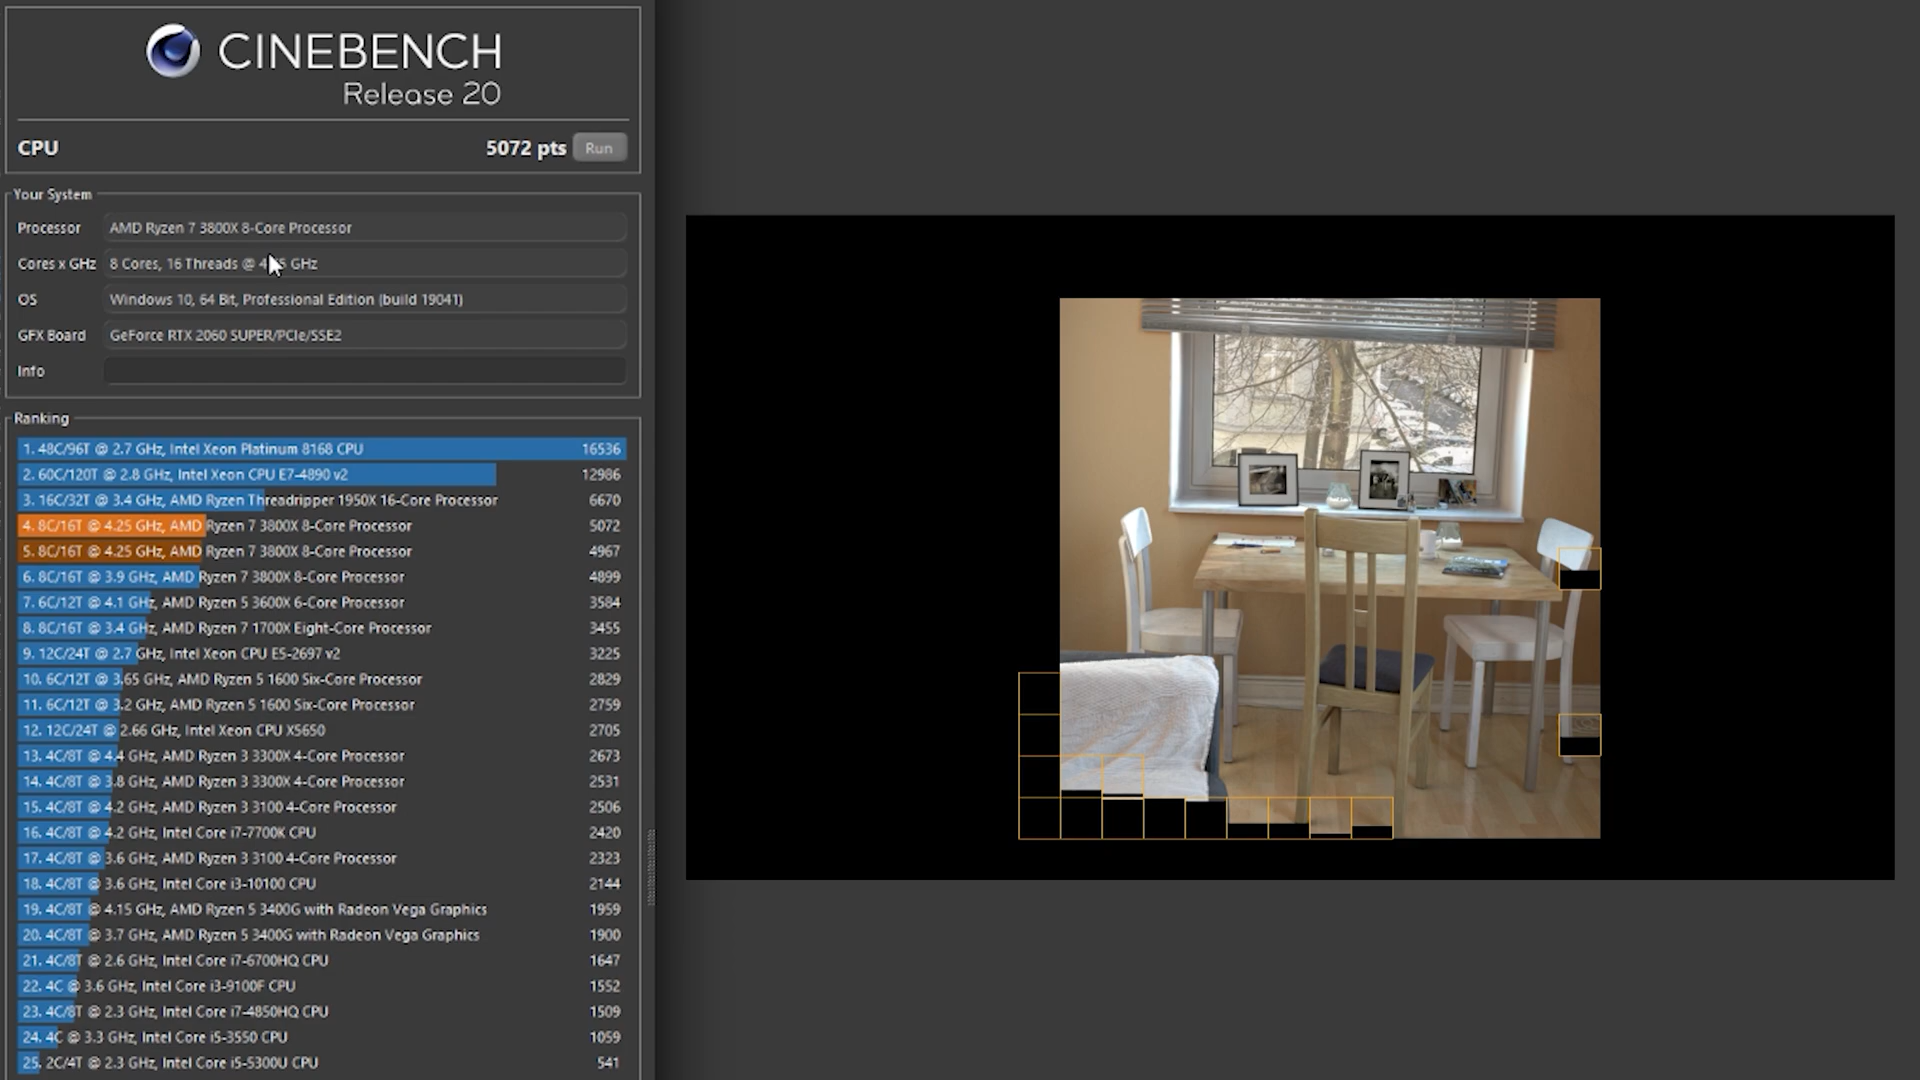 CINEBENCH
Release 20
CPU 5072 pts Run
Your System
Processor AMD Ryzen 7 3800X 8-Core Processor
Cores x GHz 8 Cores, 16 Threads @ GHz
OS Windows 10, 64 Bit, Professional Edition (build 19041)
GFX Board GeForce RTX 2060 SUPER/PCIe/SSE2
Info
Ranking
1. 48C/96T @ 2.7 GHz, Intel Xeon Platinum 8168 CPU 16536
2. 60C/120T @ 2.8 GHz, Intel Xeon CPU E7-4890 v2 12986
3. 16C/32T @ 3.4 GHz, AMD Ryzen Threadripper 1950X 16-Core Processor 6670
4. 8C/16T @ 4.25 GHz, AMD Ryzen 7 3800X 8-Core Processor 5072
5. 8C/16T @ 4.25 GHz, AMD Ryzen 7 3800X 8-Core Processor 4967
6. 8C/16T @ 3.9 GHz, AMD Ryzen 7 3800X 8-Core Processor 4899
7. 6C/12T @ 4.1 GHz, AMD Ryzen 5 3600X 6-Core Processor 3584
8. 8C/16T @ 3.4 GHz, AMD Ryzen 7 1700X Eight-Core Processor 3455
9. 12C/24T @ 2.7 GHz, Intel Xeon CPU E5-2697 v2 3225
10. 6C/12T @ 3.65 GHz, AMD Ryzen 5 1600 Six-Core Processor 2829
11. 6C/12T @ 3.2 GHz, AMD Ryzen 5 1600 Six-Core Processor 2759
12. 12C/24T @ 2.66 GHz, Intel Xeon CPU X5650 2705
13. 4C/8T @ 4.4 GHz, AMD Ryzen 3 3300X 4-Core Processor 2673
14. 4C/8T @ 3.8 GHz, AMD Ryzen 3 3300X 4-Core Processor 2531
15. 4C/8T @ 4.2 GHz, AMD Ryzen 3 3100 4-Core Processor 2506
16. 4C/8T @ 4.2 GHz, Intel Core i7-7700K CPU 2420
17. 4C/8T @ 3.6 GHz, AMD Ryzen 3 3100 4-Core Processor 2323
18. 4C/8T @ 3.6 GHz, Intel Core i3-10100 CPU 2144
19. 4C/8T @ 4.15 GHz, AMD Ryzen 5 3400G with Radeon Vega Graphics 1959
20. 4C/8T @ 3.7 GHz, AMD Ryzen 5 3400G with Radeon Vega Graphics 1900
21. 4C/8T @ 2.6 GHz, Intel Core i7-6700HQ CPU 1647
22. 4C @ 3.6 GHz, Intel Core i3-9100F CPU 1552
23. 4C/8T @ 2.3 GHz, Intel Core i7-4850HQ CPU 1509
24. 4C @ 3.3 GHz, Intel Core i5-3550 CPU 1059
25. 2C/4T @ 2.3 GHz, Intel Core i5-5300U CPU 541